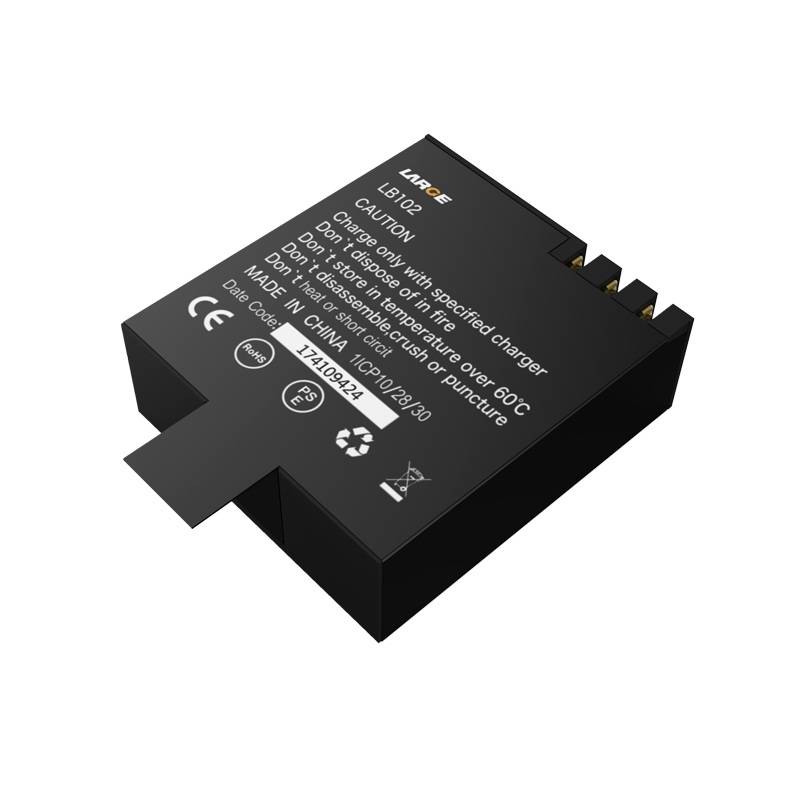 LARGE
LB102
CAUTION
Charge only with specified charger
Don`t dispose of in fire
Don`t store in temperature over 60℃
Don`t disassemble,crush or puncture
Don`t heat or short circit
MADE IN CHINA 1ICP10/28/30
Date Code: 174109424
CE
RoHS
PS
E